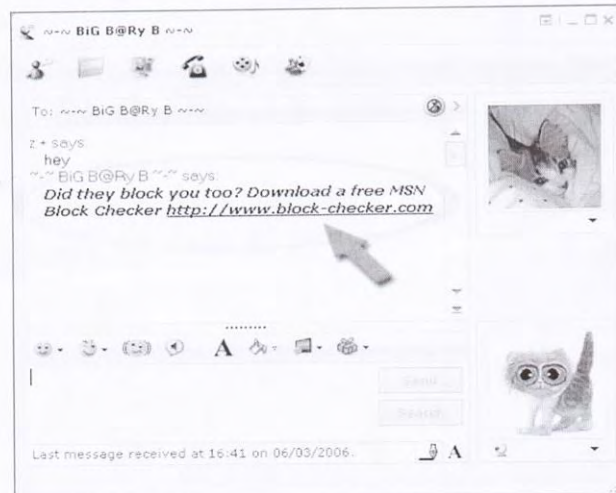 ~-~ BiG B@Ry B ~-~
To: ~-~ BiG B@Ry B ~-~
z • says:
hey
~-~ BiG B@Ry B ~-~ says:
Did they block you too? Download a free MSN
Block Checker http://www.block-checker.com
A
Send
Search
Last message received at 16:41 on 06/03/2006.
A